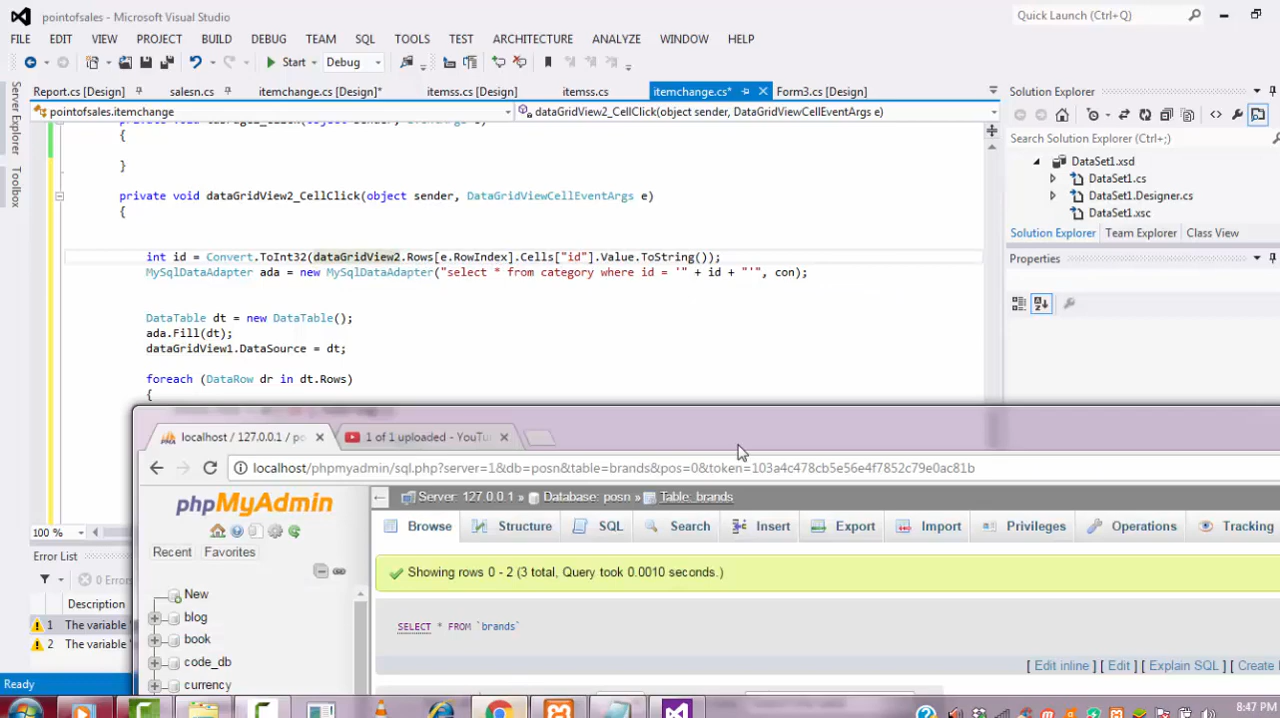 pointofsales - Microsoft Visual Studio
Quick Launch (Ctrl+Q)
FILE EDIT VIEW PROJECT BUILD DEBUG TEAM SQL TOOLS TEST ARCHITECTURE ANALYZE WINDOW HELP
Start Debug
Server Explorer
Toolbox
Report.cs [Design] salesn.cs itemchange.cs [Design]* itemss.cs [Design] itemss.cs itemchange.cs* Form3.cs [Design]
pointofsales.itemchange dataGridView2_CellClick(object sender, DataGridViewCellEventArgs e)
{
}
private void dataGridView2_CellClick(object sender, DataGridViewCellEventArgs e)
{
int id = Convert.ToInt32(dataGridView2.Rows[e.RowIndex].Cells["id"].Value.ToString());
MySqlDataAdapter ada = new MySqlDataAdapter("select * from category where id = '" + id + "'", con);
DataTable dt = new DataTable();
ada.Fill(dt);
dataGridView1.DataSource = dt;
foreach (DataRow dr in dt.Rows)
{
100 %
Error List
0 Errors
Description
1 The variable
2 The variable
Ready
Solution Explorer
Search Solution Explorer (Ctrl+;)
DataSet1.xsd
DataSet1.cs
DataSet1.Designer.cs
DataSet1.xsc
Solution Explorer Team Explorer Class View
Properties
localhost / 127.0.0.1 / po
1 of 1 uploaded - YouTu
localhost/phpmyadmin/sql.php?server=1&db=posn&table=brands&pos=0&token=103a4c478cb5e56e4f7852c79e0ac81b
phpMyAdmin
Recent Favorites
New
blog
book
code_db
currency
Server: 127.0.0.1 » Database: posn » Table: brands
Browse Structure SQL Search Insert Export Import Privileges Operations Tracking
Showing rows 0 - 2 (3 total, Query took 0.0010 seconds.)
SELECT * FROM `brands`
[ Edit inline ] [ Edit ] [ Explain SQL ] [ Create
8:47 PM